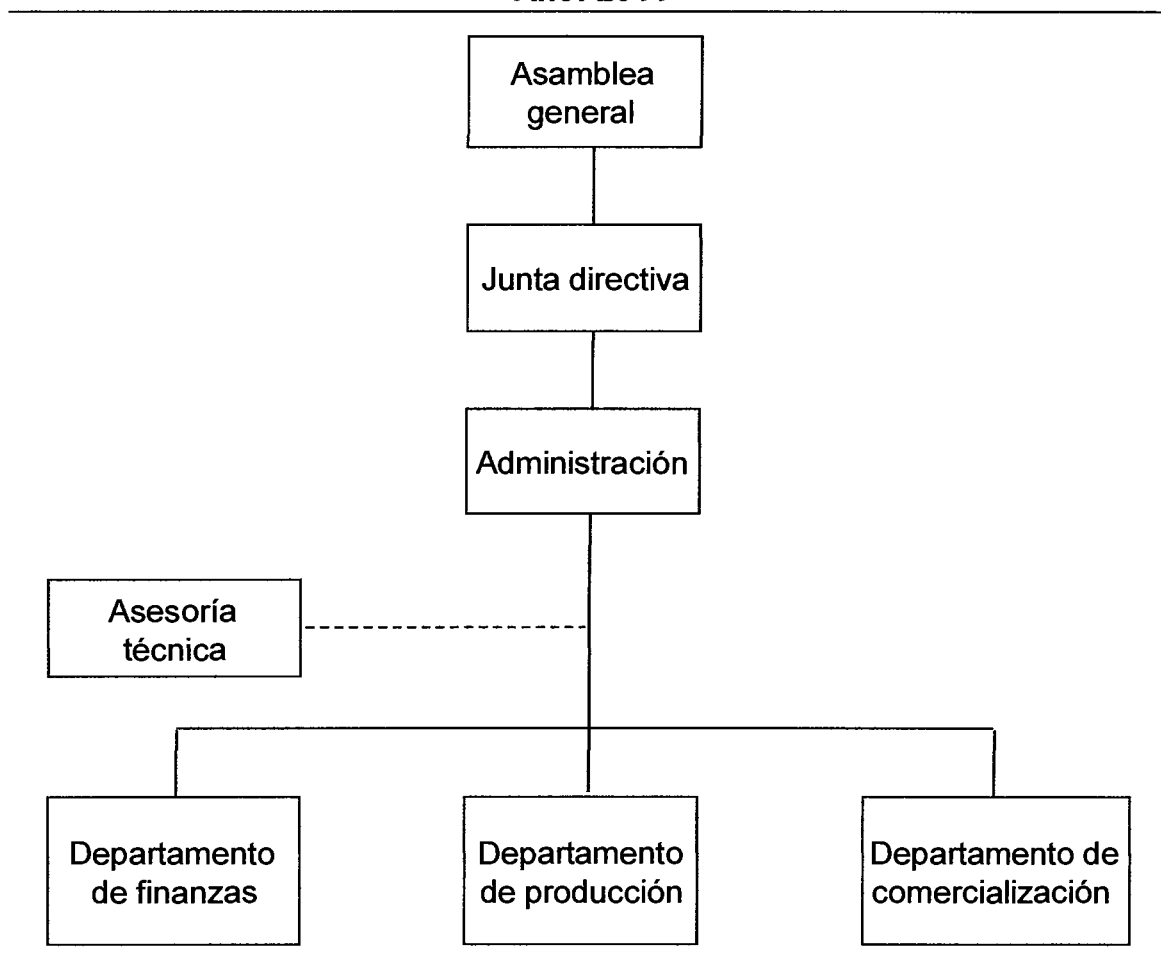 Asamblea
general
Junta directiva
Administración
Asesoría
técnica
Departamento
de finanzas
Departamento
de producción
Departamento de
comercialización